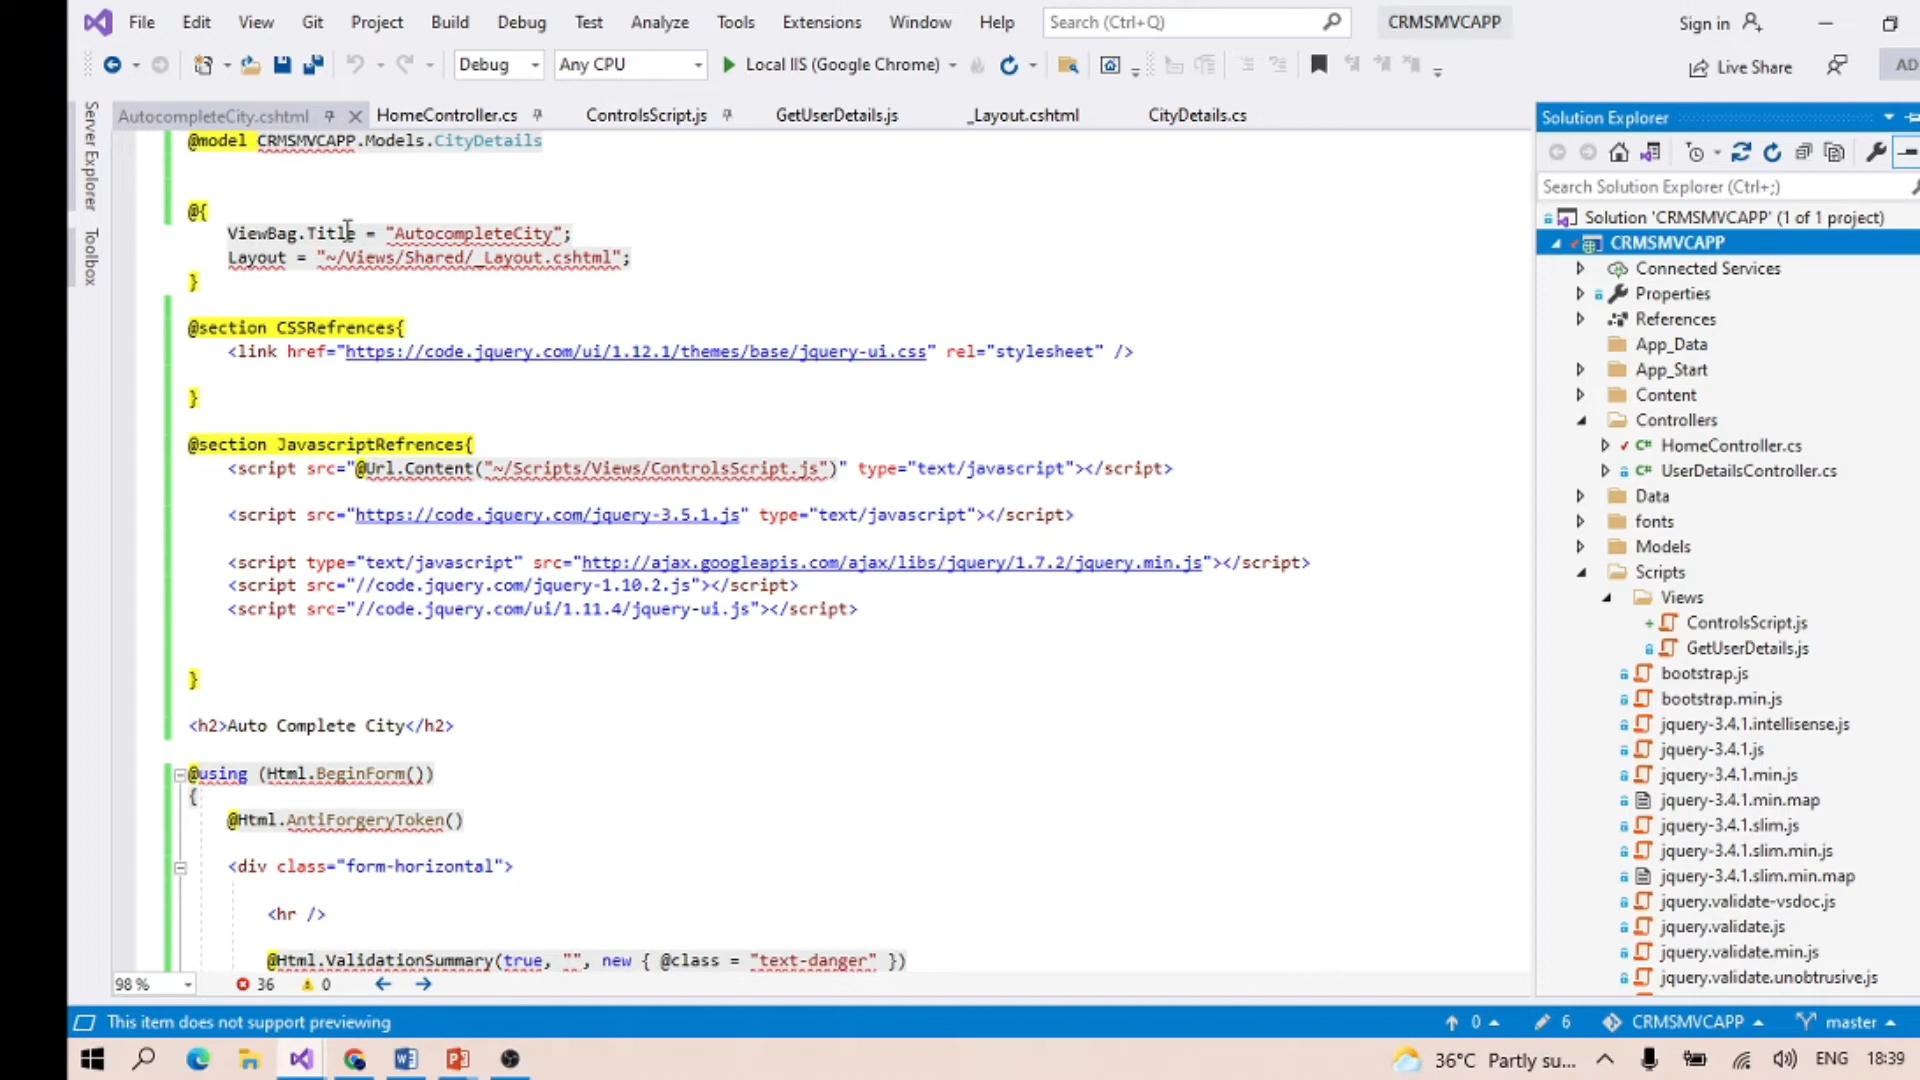 File Edit View Git Project Build Debug Test Analyze Tools Extensions Window Help Search (Ctrl+Q) CRMSMVCAPP Sign in
Debug Any CPU Local IIS (Google Chrome) Live Share AD
Server Explorer
Toolbox
AutocompleteCity.cshtml HomeController.cs ControlsScript.js GetUserDetails.js _Layout.cshtml CityDetails.cs
@model CRMSMVCAPP.Models.CityDetails
@{
ViewBag.Title = "AutocompleteCity";
Layout = "~/Views/Shared/_Layout.cshtml";
}
@section CSSRefrences{
<link href="https://code.jquery.com/ui/1.12.1/themes/base/jquery-ui.css" rel="stylesheet" />
}
@section JavascriptRefrences{
<script src="@Url.Content("~/Scripts/Views/ControlsScript.js")" type="text/javascript"></script>
<script src="https://code.jquery.com/jquery-3.5.1.js" type="text/javascript"></script>
<script type="text/javascript" src="http://ajax.googleapis.com/ajax/libs/jquery/1.7.2/jquery.min.js"></script>
<script src="//code.jquery.com/jquery-1.10.2.js"></script>
<script src="//code.jquery.com/ui/1.11.4/jquery-ui.js"></script>
}
<h2>Auto Complete City</h2>
@using (Html.BeginForm())
{
@Html.AntiForgeryToken()
<div class="form-horizontal">
<hr />
@Html.ValidationSummary(true, "", new { @class = "text-danger" })
98 % 36 0
Solution Explorer
Search Solution Explorer (Ctrl+;)
Solution 'CRMSMVCAPP' (1 of 1 project)
CRMSMVCAPP
Connected Services
Properties
References
App_Data
App_Start
Content
Controllers
HomeController.cs
UserDetailsController.cs
Data
fonts
Models
Scripts
Views
ControlsScript.js
GetUserDetails.js
bootstrap.js
bootstrap.min.js
jquery-3.4.1.intellisense.js
jquery-3.4.1.js
jquery-3.4.1.min.js
jquery-3.4.1.min.map
jquery-3.4.1.slim.js
jquery-3.4.1.slim.min.js
jquery-3.4.1.slim.min.map
jquery.validate-vsdoc.js
jquery.validate.js
jquery.validate.min.js
jquery.validate.unobtrusive.js
This item does not support previewing 0 6 CRMSMVCAPP master
36°C Partly su... ENG 18:39